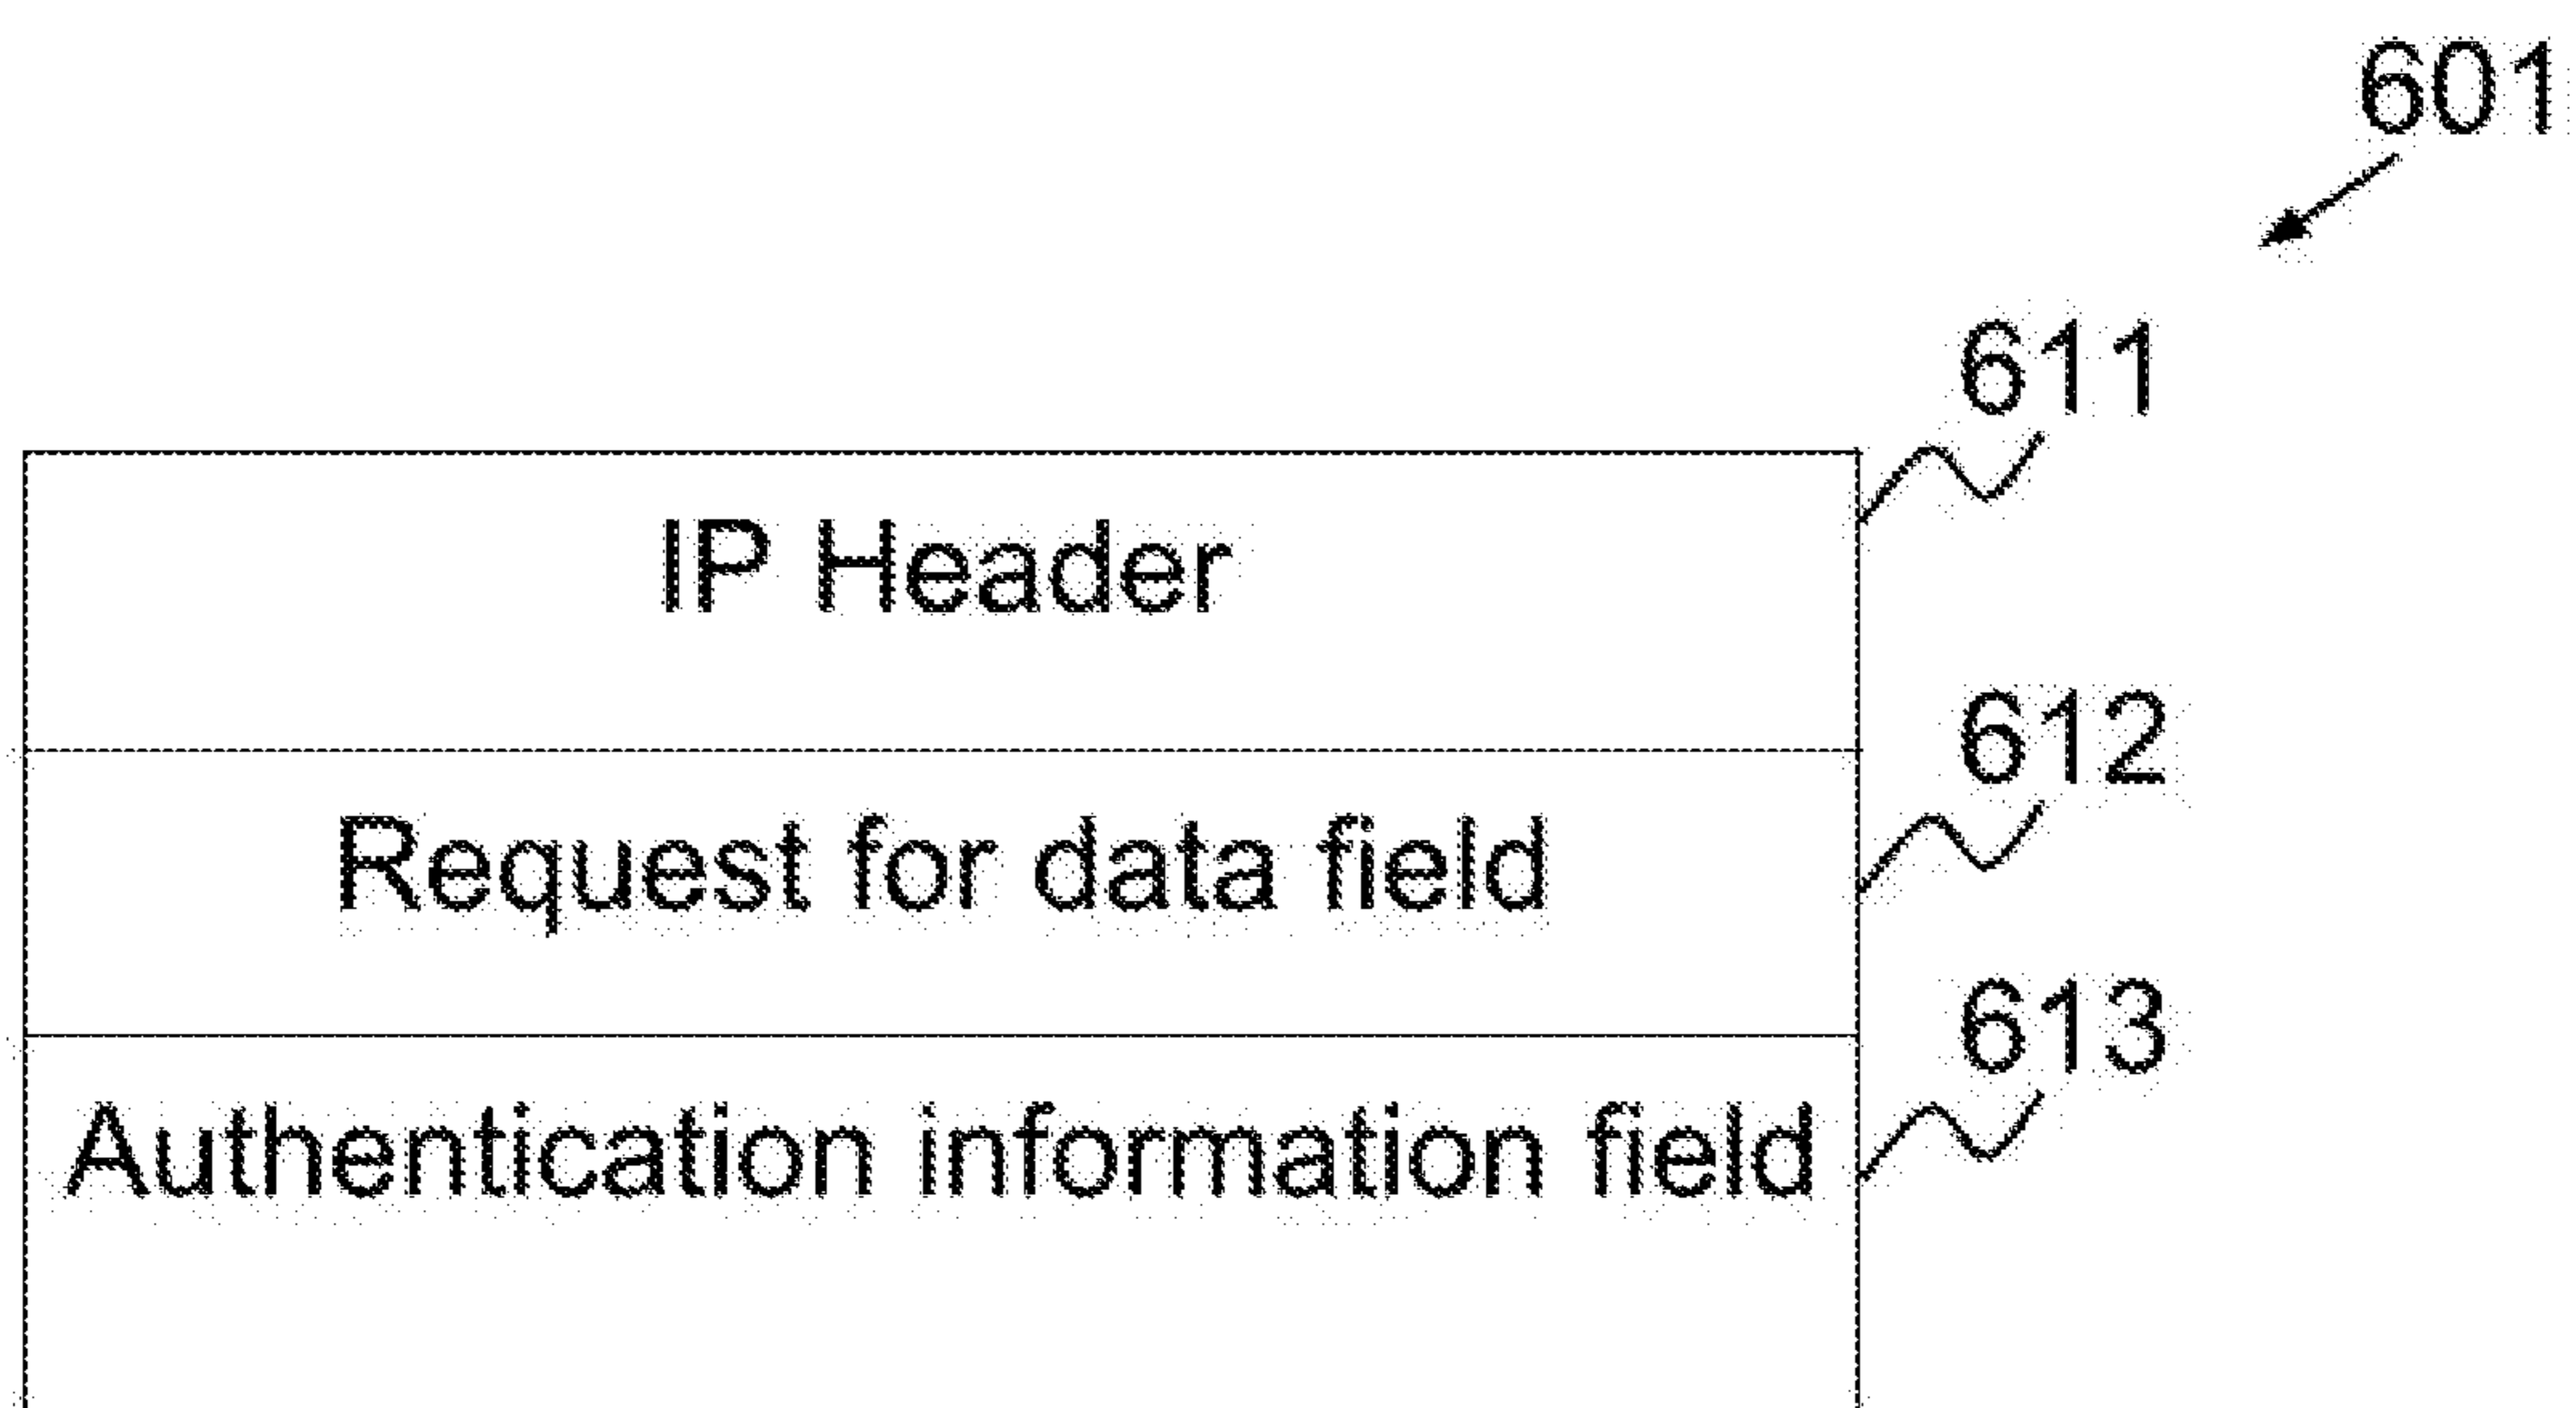 601
611
IP Header
612
Request for data field
613
Authentication information field